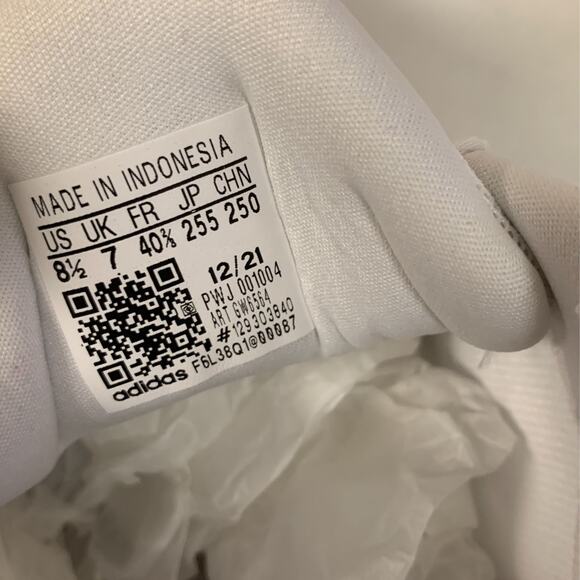 MADE IN INDONESIA
US UK FR JP CHN
8½ 7 40⅔ 255 250
12/21
PWJ 001004
ART GW6564
#129303840
F6L38Q1@00087
adidas